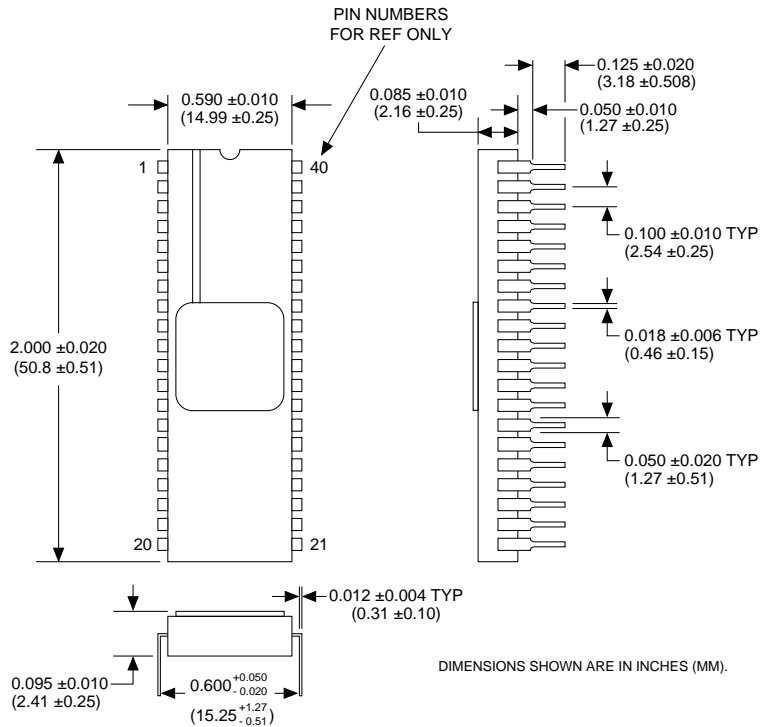 PIN NUMBERS
FOR REF ONLY
0.125 ±0.020
(3.18 ±0.508)
0.590 ±0.010
(14.99 ±0.25)
0.085 ±0.010
(2.16 ±0.25)
0.050 ±0.010
(1.27 ±0.25)
1
40
0.100 ±0.010 TYP
(2.54 ±0.25)
0.018 ±0.006 TYP
(0.46 ±0.15)
2.000 ±0.020
(50.8 ±0.51)
0.050 ±0.020 TYP
(1.27 ±0.51)
20
21
0.012 ±0.004 TYP
(0.31 ±0.10)
DIMENSIONS SHOWN ARE IN INCHES (MM).
0.095 ±0.010
(2.41 ±0.25)
0.600 +0.050 - 0.020
(15.25 +1.27 - 0.51)